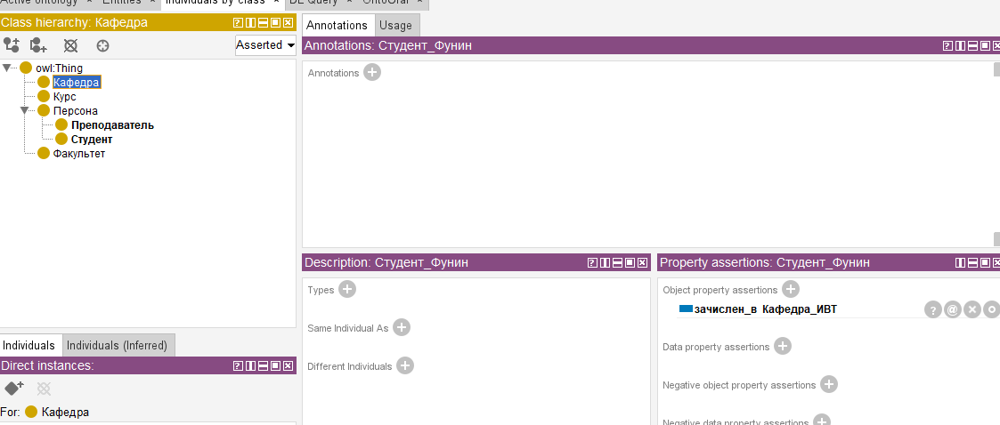 Active ontology × Entities × Individuals by class × DL Query × OntoGraf ×
Class hierarchy: Кафедра
Asserted
owl:Thing
Кафедра
Курс
Персона
Преподаватель
Студент
Факультет
Individuals Individuals (Inferred)
Direct instances:
For: Кафедра
Annotations Usage
Annotations: Студент_Фунин
Annotations
Description: Студент_Фунин
Types
Same Individual As
Different Individuals
Property assertions: Студент_Фунин
Object property assertions
зачислен_в Кафедра_ИВТ
Data property assertions
Negative object property assertions
Negative data property assertions